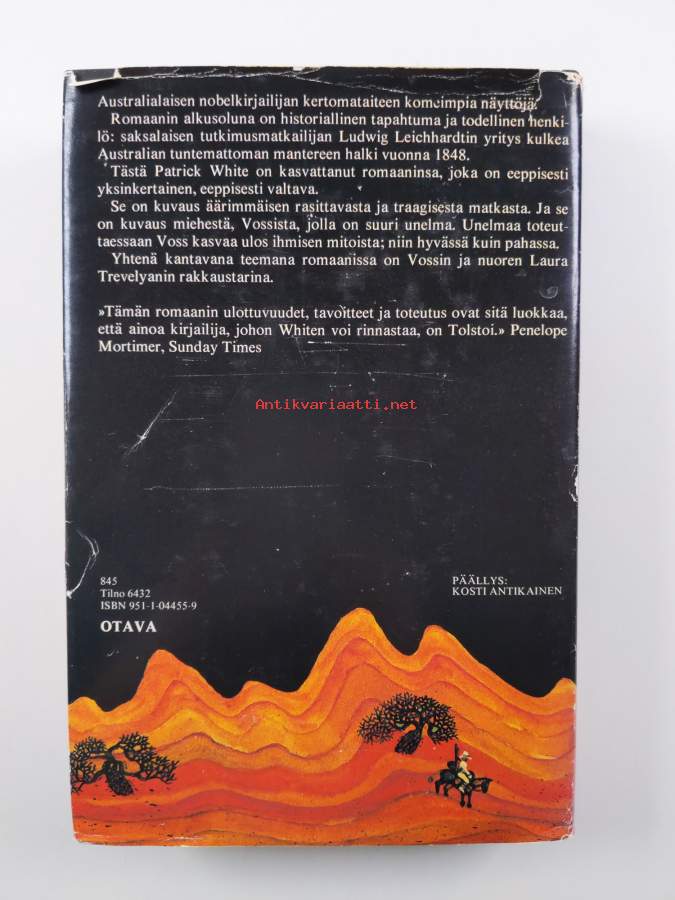 Australialaisen nobelkirjailijan kertomataiteen komeimpia näyttöjä.
Romaanin alkusoluna on historiallinen tapahtuma ja todellinen henki-
lö: saksalaisen tutkimusmatkailijan Ludwig Leichhardtin yritys kulkea
Australian tuntemattoman mantereen halki vuonna 1848.
Tästä Patrick White on kasvattanut romaaninsa, joka on eeppisesti
yksinkertainen, eeppisesti valtava.
Se on kuvaus äärimmäisen rasittavasta ja traagisesta matkasta. Ja se
on kuvaus miehestä, Vossista, jolla on suuri unelma. Unelmaa toteut-
taessaan Voss kasvaa ulos ihmisen mitoista; niin hyvässä kuin pahassa.
Yhtenä kantavana teemana romaanissa on Vossin ja nuoren Laura
Trevelyanin rakkaustarina.
»Tämän romaanin ulottuvuudet, tavoitteet ja toteutus ovat sitä luokkaa,
että ainoa kirjailija, johon Whiten voi rinnastaa, on Tolstoi.» Penelope
Mortimer, Sunday Times
Antikvariaatti.net
845
Tilno 6432
ISBN 951-1-04455-9
OTAVA
PÄÄLLYS:
KOSTI ANTIKAINEN